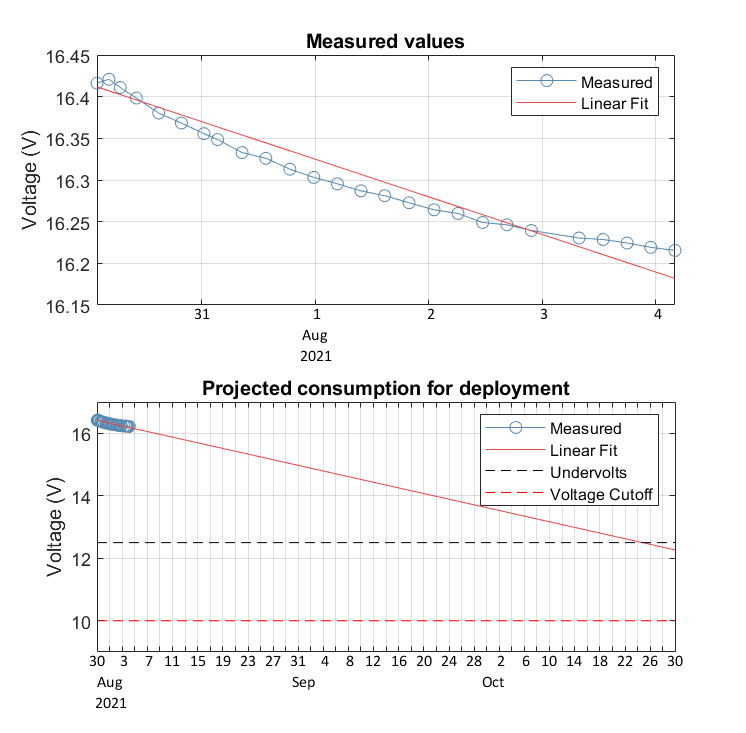 Measured values
16.45
16.4
16.35
16.3
16.25
16.2
16.15
Voltage (V)
Measured
Linear Fit
31 1 2 3 4
Aug
2021
Projected consumption for deployment
16
14
12
10
Voltage (V)
Measured
Linear Fit
Undervolts
Voltage Cutoff
30 3 7 11 15 19 23 27 31 4 8 12 16 20 24 28 2 6 10 14 18 22 26 30
Aug Sep Oct
2021